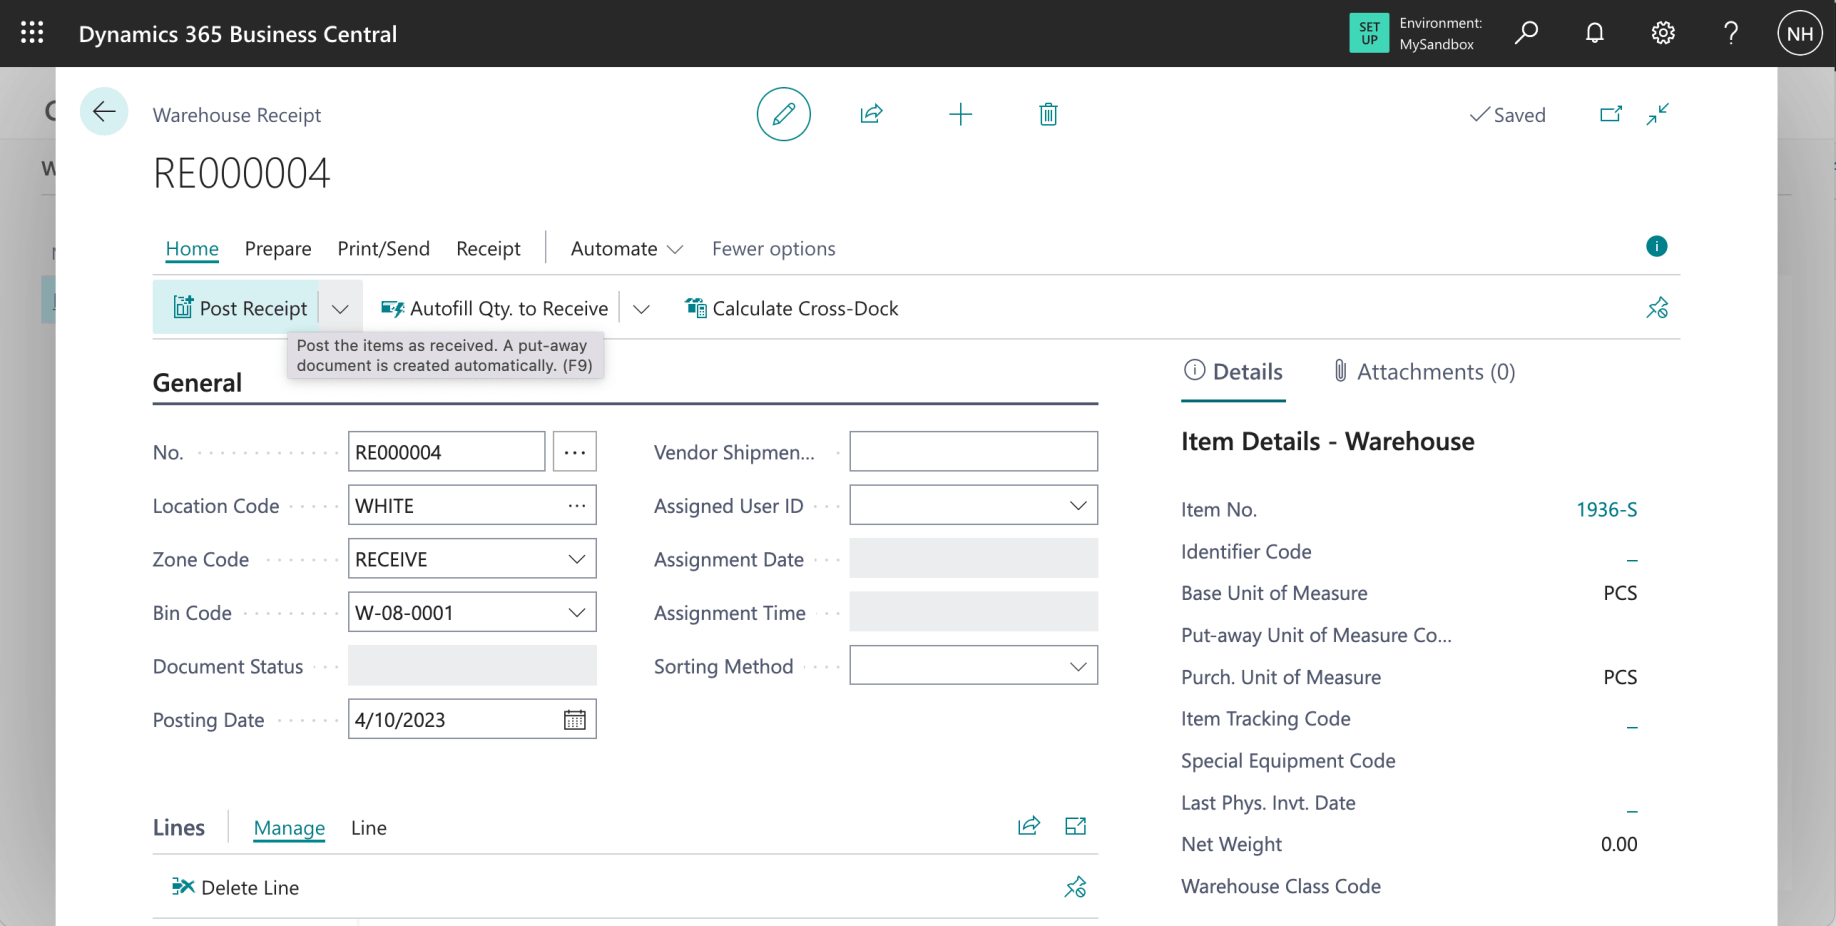 Dynamics 365 Business Central
SET UP
Environment:
MySandbox
NH
Warehouse Receipt
Saved
RE000004
Home Prepare Print/Send Receipt Automate Fewer options
Post Receipt Autofill Qty. to Receive Calculate Cross-Dock
Post the items as received. A put-away
document is created automatically. (F9)
General
No. RE000004 ...
Location Code WHITE ...
Zone Code RECEIVE
Bin Code W-08-0001
Document Status
Posting Date 4/10/2023
Vendor Shipmen...
Assigned User ID
Assignment Date
Assignment Time
Sorting Method
Lines Manage Line
Delete Line
Details Attachments (0)
Item Details - Warehouse
Item No. 1936-S
Identifier Code _
Base Unit of Measure PCS
Put-away Unit of Measure Co...
Purch. Unit of Measure PCS
Item Tracking Code _
Special Equipment Code
Last Phys. Invt. Date _
Net Weight 0.00
Warehouse Class Code